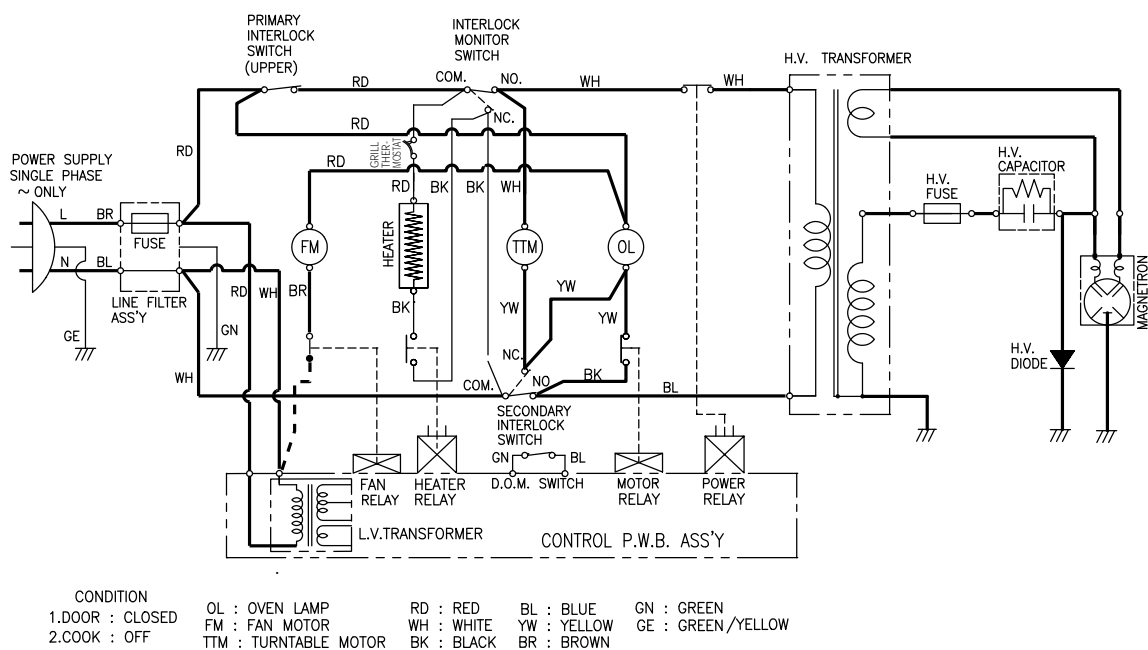 PRIMARY
INTERLOCK
SWITCH
(UPPER)
INTERLOCK
MONITOR
SWITCH
H.V. TRANSFORMER
RD
COM.
NO.
WH
WH
NC.
RD
RD
POWER SUPPLY
SINGLE PHASE
~ ONLY
GRILL
THER-
MOSTAT
RD
RD
BK
BK
WH
H.V.
CAPACITOR
H.V.
FUSE
L
BR
FUSE
N
BL
FM
HEATER
TTM
OL
LINE FILTER
ASS'Y
RD
WH
BR
BK
YW
YW
YW
MAGNETRON
GE
GN
NC.
H.V.
DIODE
WH
COM.
NO
BK
BL
SECONDARY
INTERLOCK
SWITCH
GN
BL
FAN
RELAY
HEATER
RELAY
D.O.M. SWITCH
MOTOR
RELAY
POWER
RELAY
L.V.TRANSFORMER
CONTROL P.W.B. ASS'Y
CONDITION
1.DOOR : CLOSED
2.COOK : OFF
OL : OVEN LAMP
FM : FAN MOTOR
TTM : TURNTABLE MOTOR
RD : RED
WH : WHITE
BK : BLACK
BL : BLUE
YW : YELLOW
BR : BROWN
GN : GREEN
GE : GREEN/YELLOW